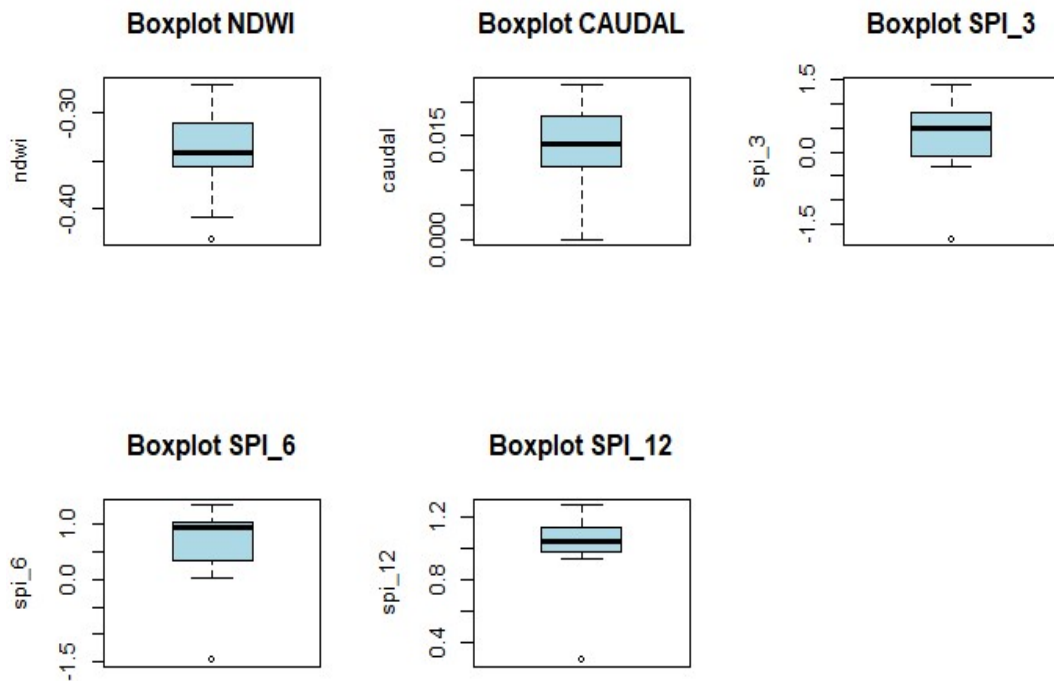 Boxplot NDWI
ndwi
-0.30
-0.40
Boxplot CAUDAL
caudal
0.015
0.000
Boxplot SPI_3
spi_3
1.5
0.0
-1.5
Boxplot SPI_6
spi_6
1.0
0.0
-1.5
Boxplot SPI_12
spi_12
1.2
0.8
0.4